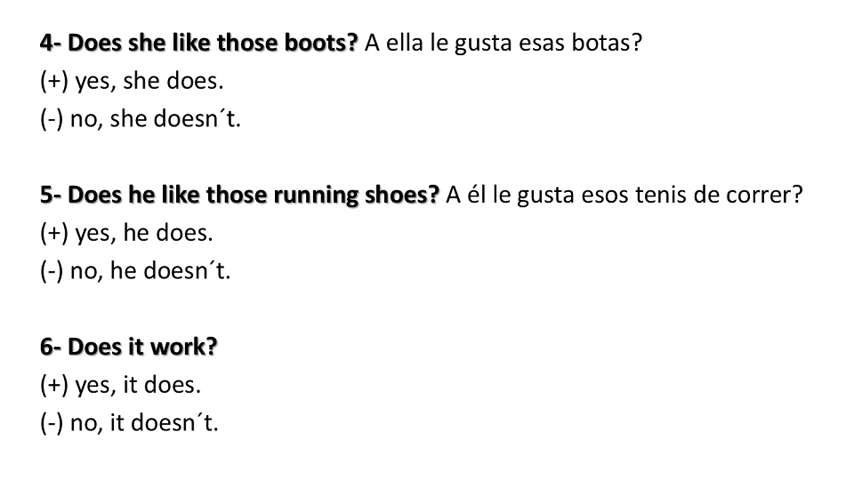 4- Does she like those boots? A ella le gusta esas botas?
(+) yes, she does.
(-) no, she doesn´t.
5- Does he like those running shoes? A él le gusta esos tenis de correr?
(+) yes, he does.
(-) no, he doesn´t.
6- Does it work?
(+) yes, it does.
(-) no, it doesn´t.